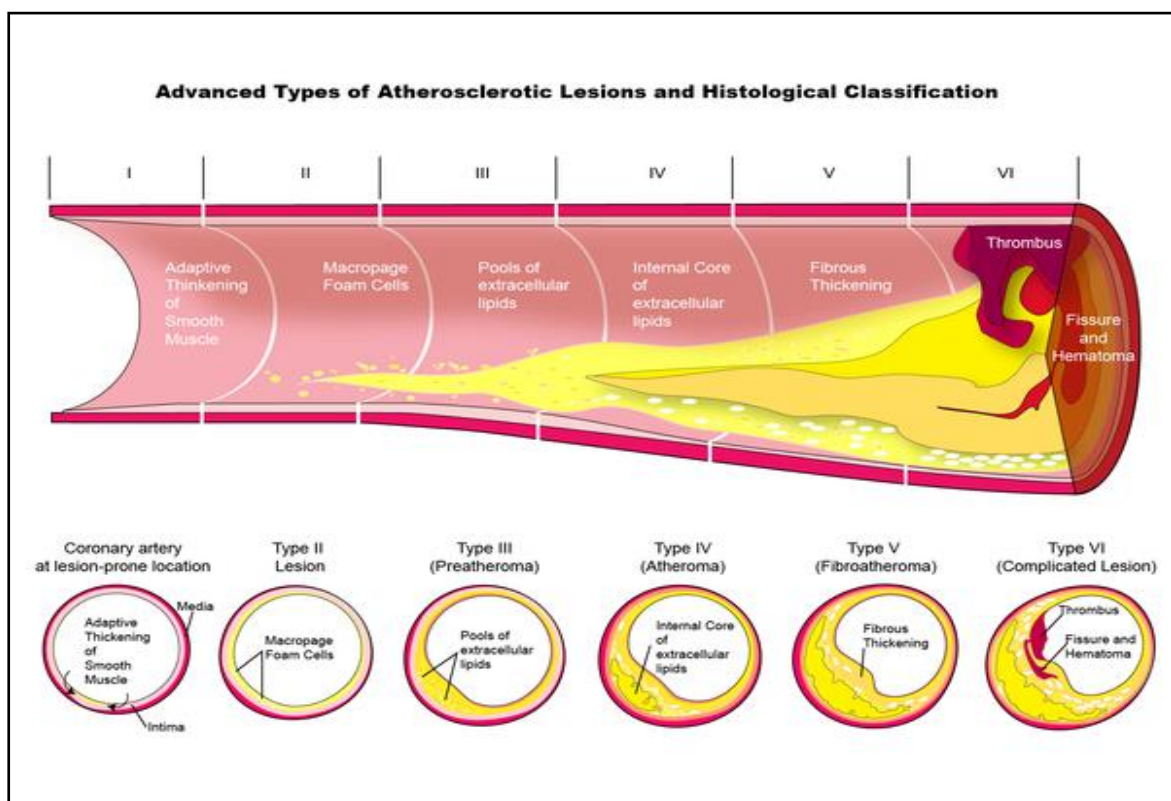 Advanced Types of Atherosclerotic Lesions and Histological Classification
I
II
III
IV
V
VI
Adaptive
Thinkening
of
Smooth
Muscle
Macropage
Foam Cells
Pools of
extracellular
lipids
Internal Core
of
extracellular
lipids
Fibrous
Thickening
Thrombus
Fissure
and
Hematoma
Coronary artery
at lesion-prone location
Type II
Lesion
Type III
(Preatheroma)
Type IV
(Atheroma)
Type V
(Fibroatheroma)
Type VI
(Complicated Lesion)
Adaptive
Thickening
of
Smooth
Muscle
Media
Intima
Macropage
Foam Cells
Pools of
extracellular
lipids
Internal Core
of
extracellular
lipids
Fibrous
Thickening
Thrombus
Fissure and
Hematoma